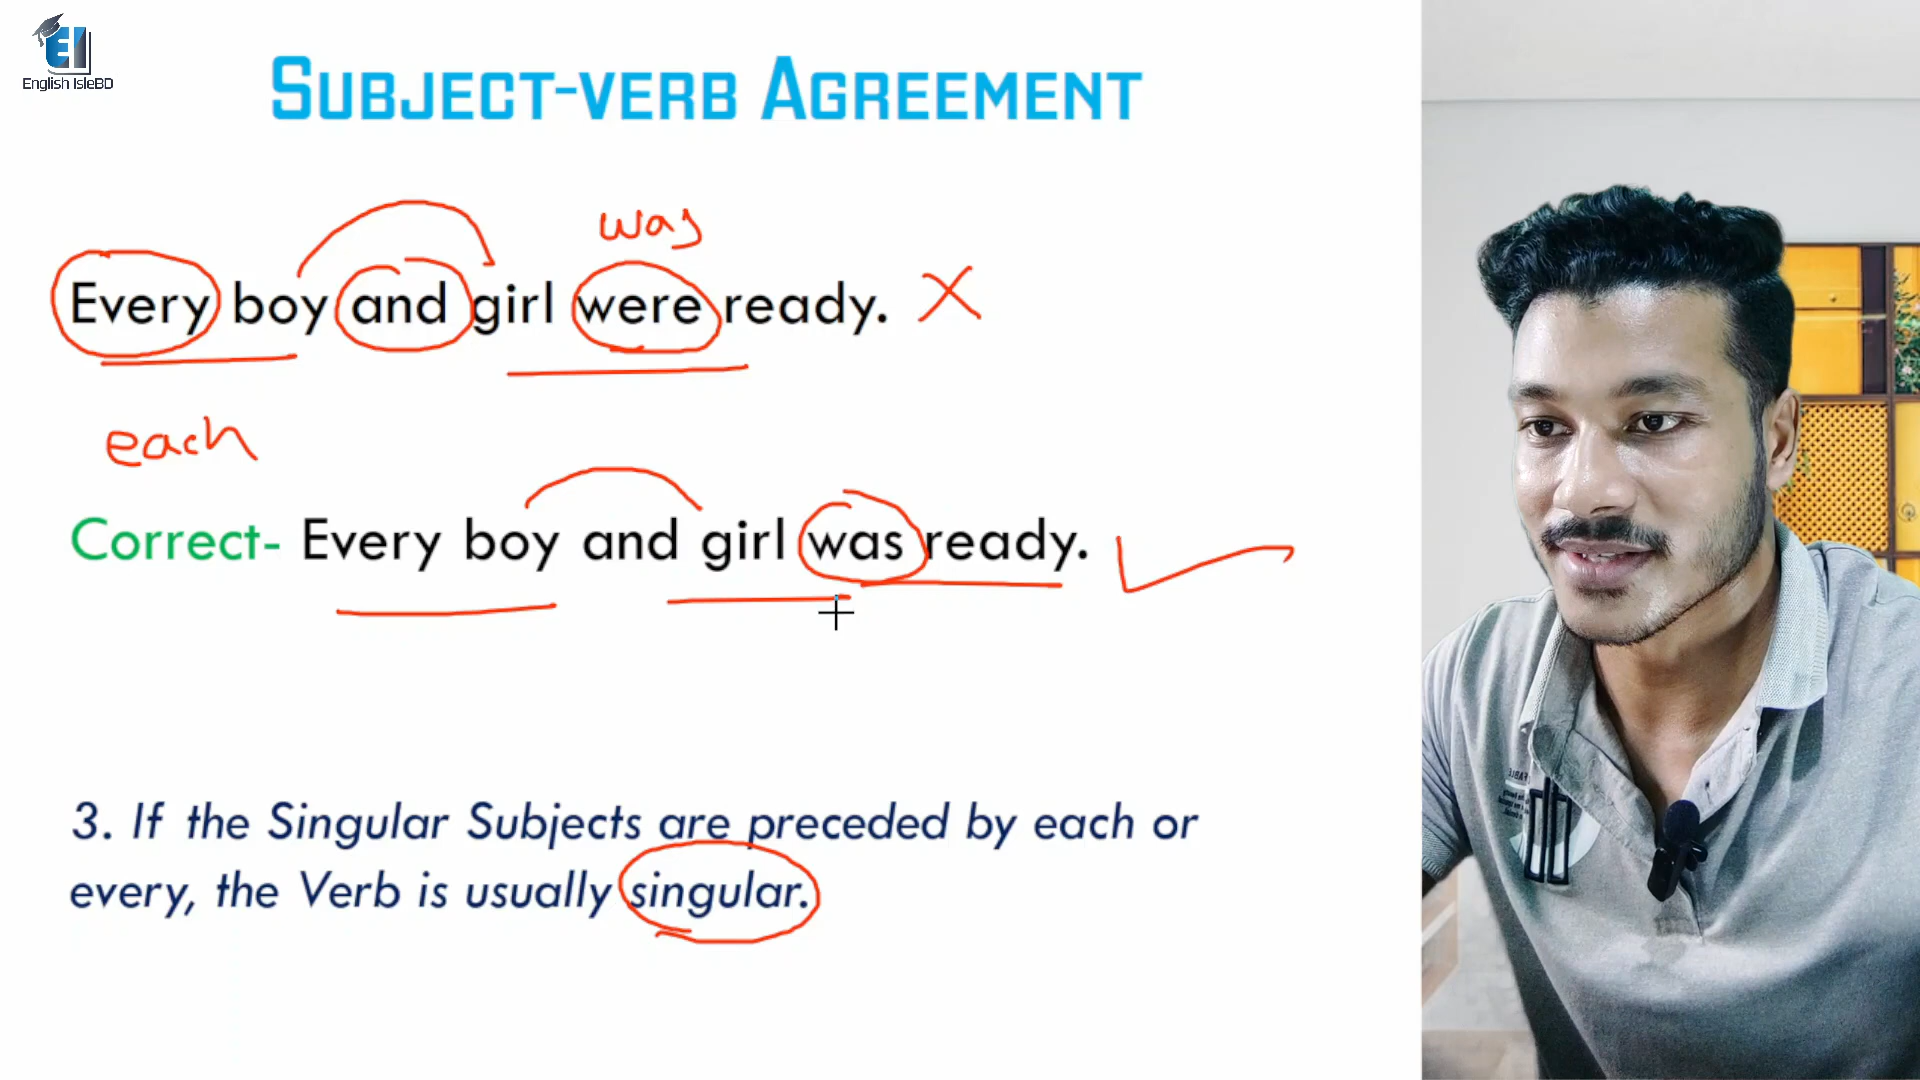 EI
English IsleBD
SUBJECT-VERB AGREEMENT
was
Every boy and girl were ready. X
each
Correct- Every boy and girl was ready.
3. If the Singular Subjects are preceded by each or
every, the Verb is usually singular.